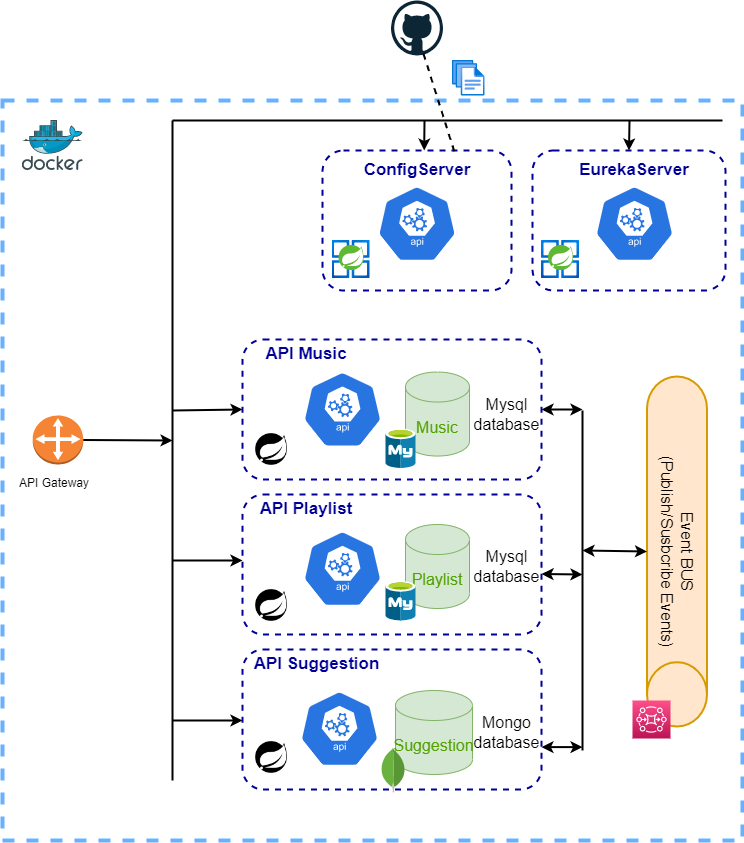 docker
ConfigServer
api
EurekaServer
api
API Music
api
Music
My
Mysql
database
API Gateway
API Playlist
api
Playlist
My
Mysql
database
API Suggestion
api
Suggestion
Mongo
database
Event BUS
(Publish/Susbcribe Events)